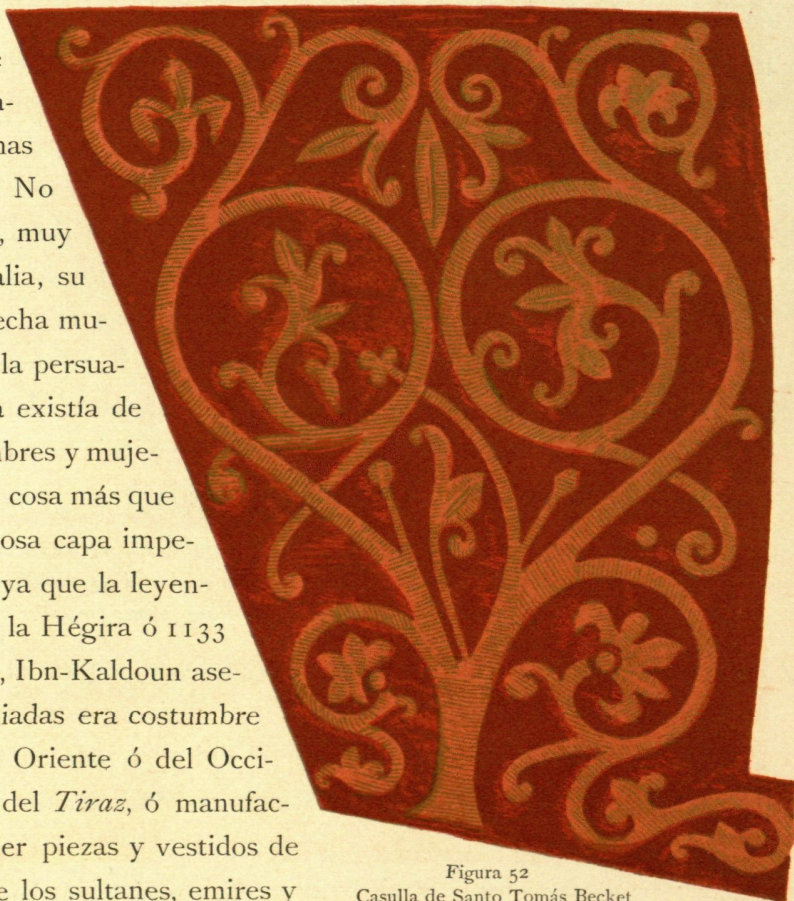 a-
nas
No
, muy
alia, su
echa mu-
la persua-
a existía de
bres y muje-
cosa más que
osa capa impe-
ya que la leyen-
la Hégira ó 1133
, Ibn-Kaldoun ase-
iadas era costumbre
Oriente ó del Occi-
del Tiraz, ó manufac-
er piezas y vestidos de
e los sultanes, emires y
Figura 52
Casulla de Santo Tomás Becket